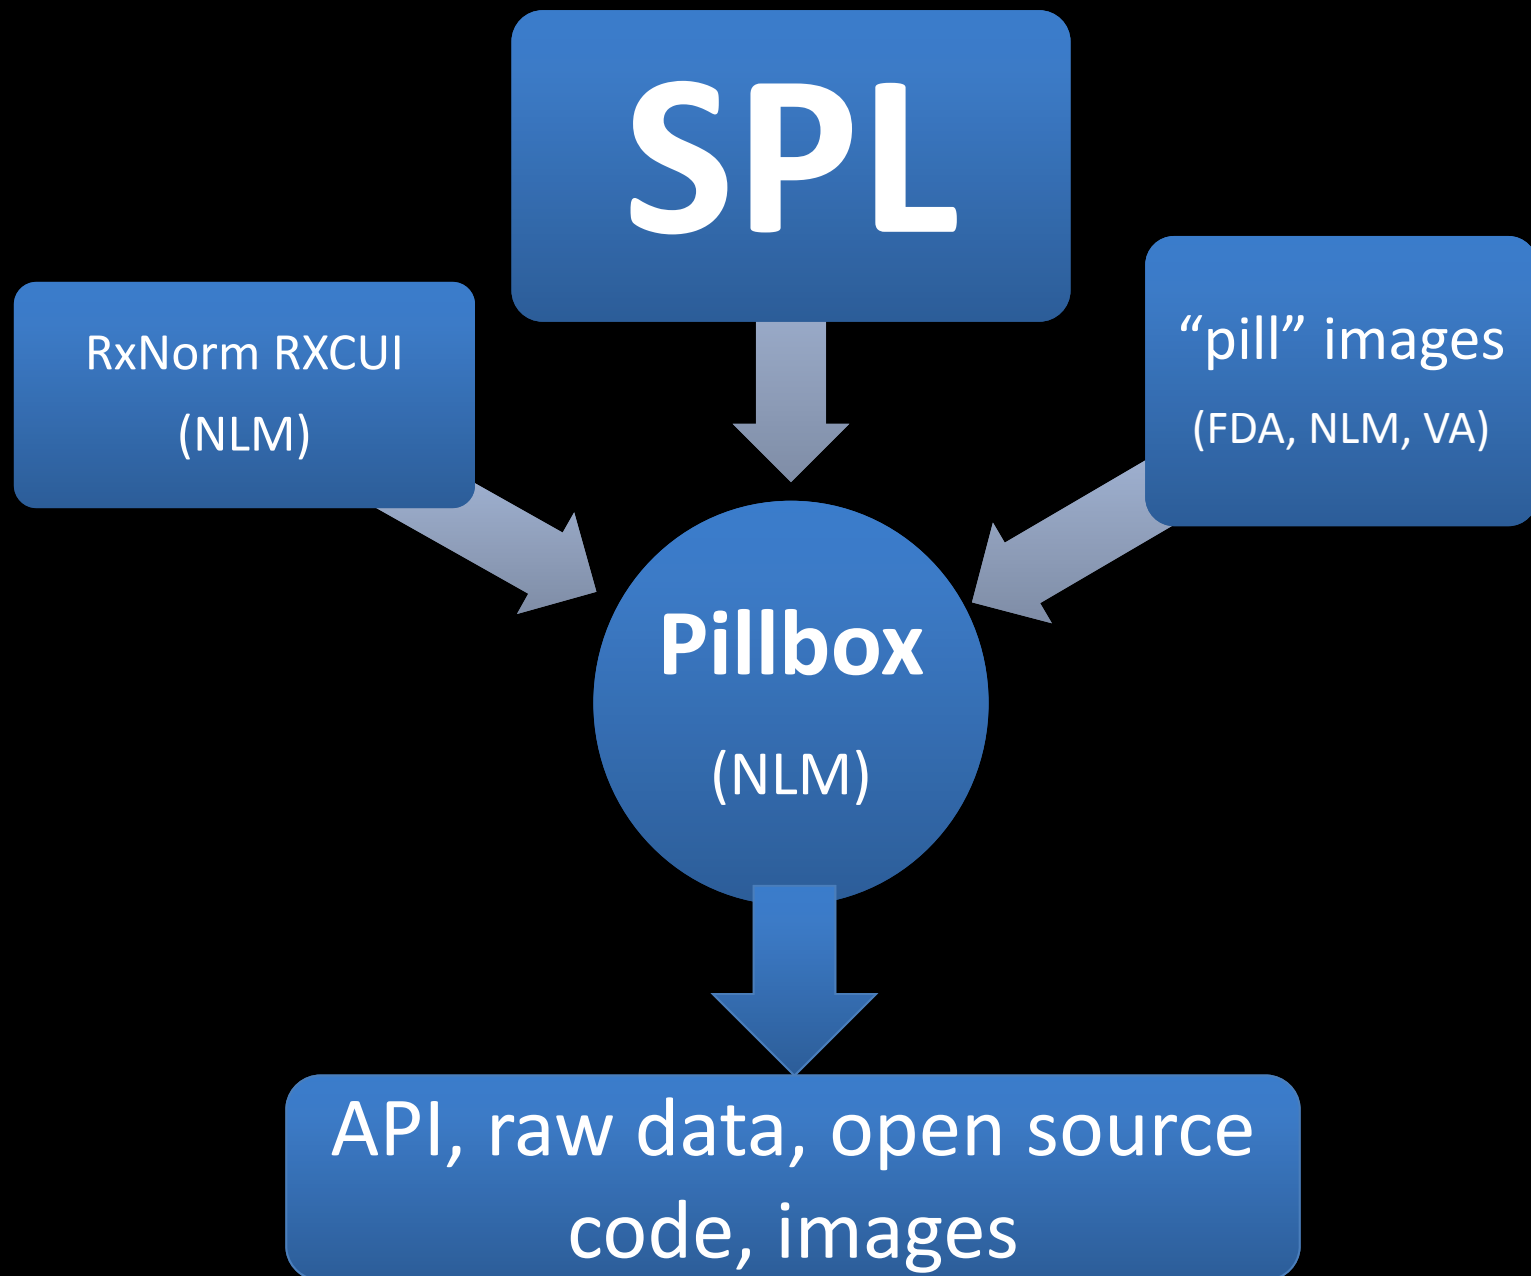 SPL
RxNorm RXCUI
(NLM)
“pill” images
(FDA, NLM, VA)
Pillbox
(NLM)
API, raw data, open source
code, images